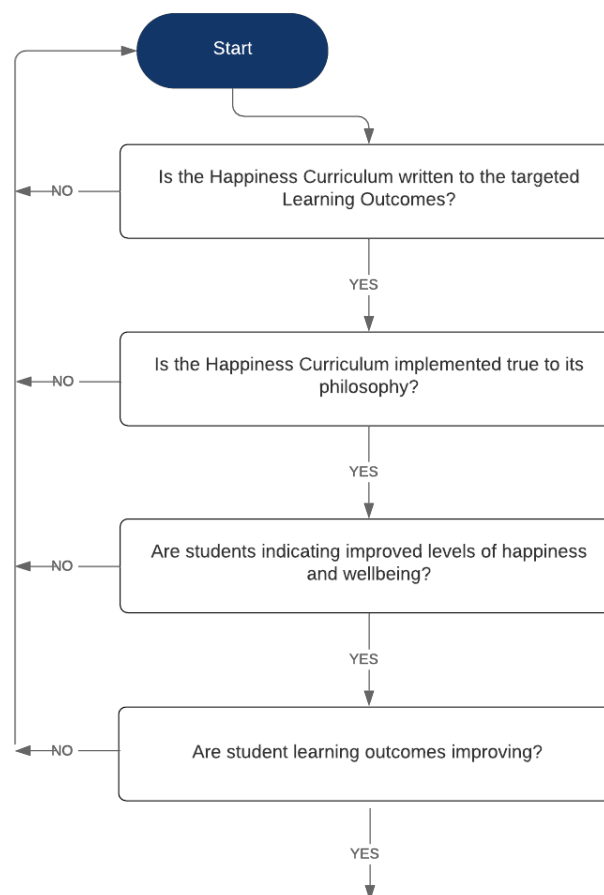 Start
Is the Happiness Curriculum written to the targeted
Learning Outcomes?
NO
YES
Is the Happiness Curriculum implemented true to its
philosophy?
NO
YES
Are students indicating improved levels of happiness
and wellbeing?
NO
YES
Are student learning outcomes improving?
NO
YES